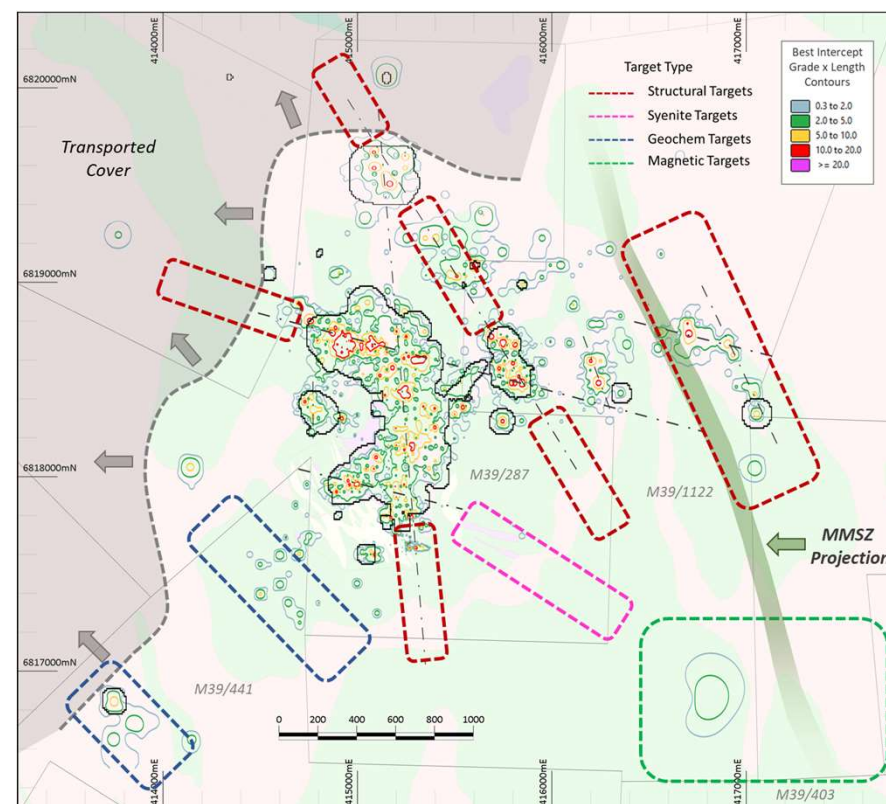 414000mE
415000mE
416000mE
417000mE
6820000mN
6819000mN
6818000mN
6817000mN
Transported
Cover
Target Type
Structural Targets
Syenite Targets
Geochem Targets
Magnetic Targets
Best Intercept
Grade x Length
Contours
0.3 to 2.0
2.0 to 5.0
5.0 to 10.0
10.0 to 20.0
>= 20.0
M39/287
M39/1122
MMSZ
Projection
M39/441
0 200 400 600 800 1000
M39/403
414000mE
415000mE
416000mE
417000mE